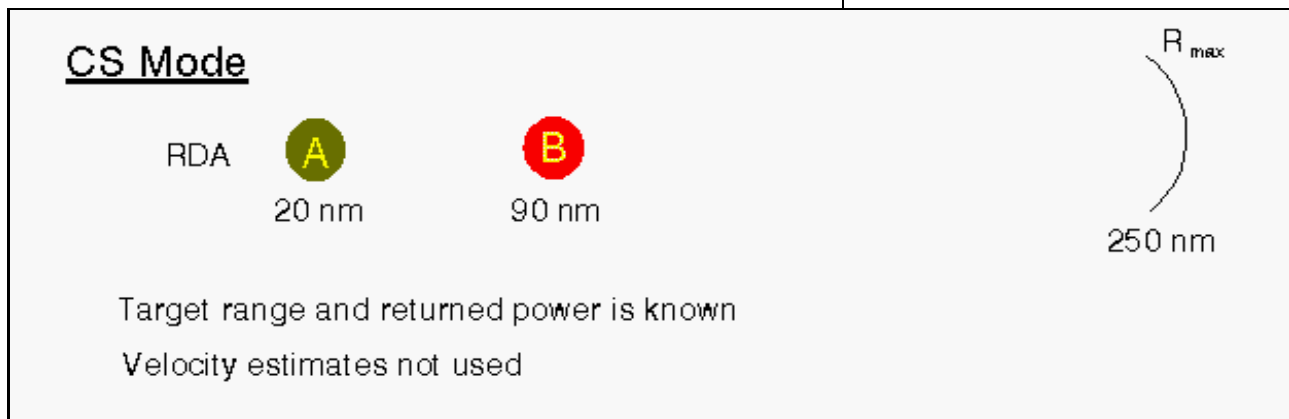 CS Mode
R max
RDA A B
20 nm 90 nm
250 nm
Target range and returned power is known
Velocity estimates not used